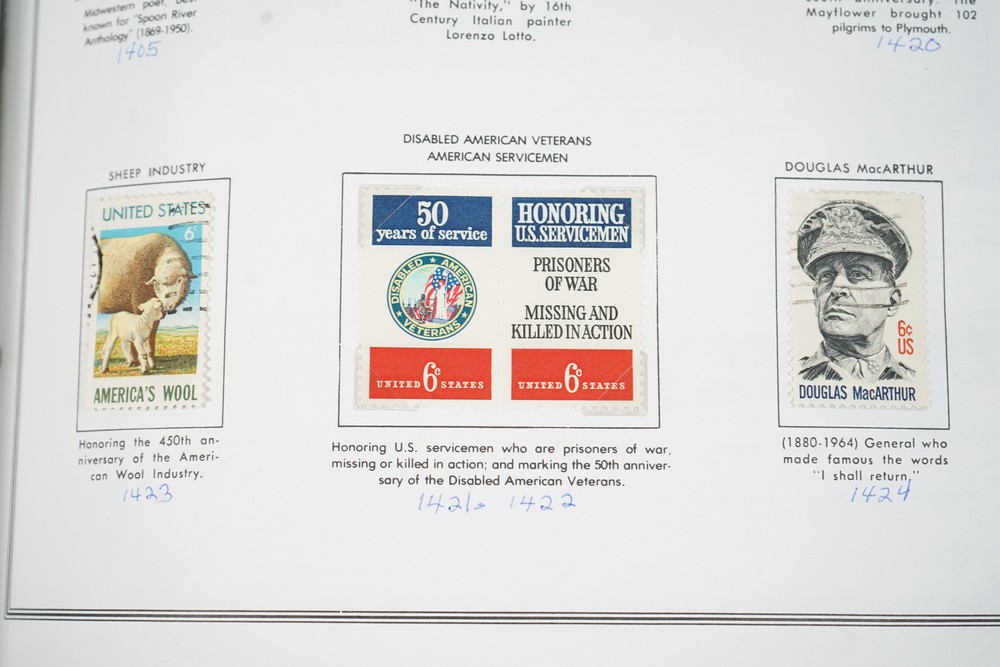 Midwestern poet,
known for "Spoon River
Anthology" (1869-1950).
1405
"The Nativity," by 16th
Century Italian painter
Lorenzo Lotto.
anniversary. The
Mayflower brought 102
pilgrims to Plymouth.
1420
SHEEP INDUSTRY
UNITED STATES
6c
AMERICA'S WOOL
Honoring the 450th an-
niversary of the Ameri-
can Wool Industry.
1423
DISABLED AMERICAN VETERANS
AMERICAN SERVICEMEN
50
years of service
DISABLED ★ AMERICAN
★ VETERANS ★
UNITED 6c STATES
HONORING
U.S. SERVICEMEN
PRISONERS
OF WAR
MISSING AND
KILLED IN ACTION
UNITED 6c STATES
Honoring U.S. servicemen who are prisoners of war,
missing or killed in action; and marking the 50th anniver-
sary of the Disabled American Veterans.
1421 1422
DOUGLAS MacARTHUR
6c
US
DOUGLAS MacARTHUR
(1880-1964) General who
made famous the words
"I shall return."
1424